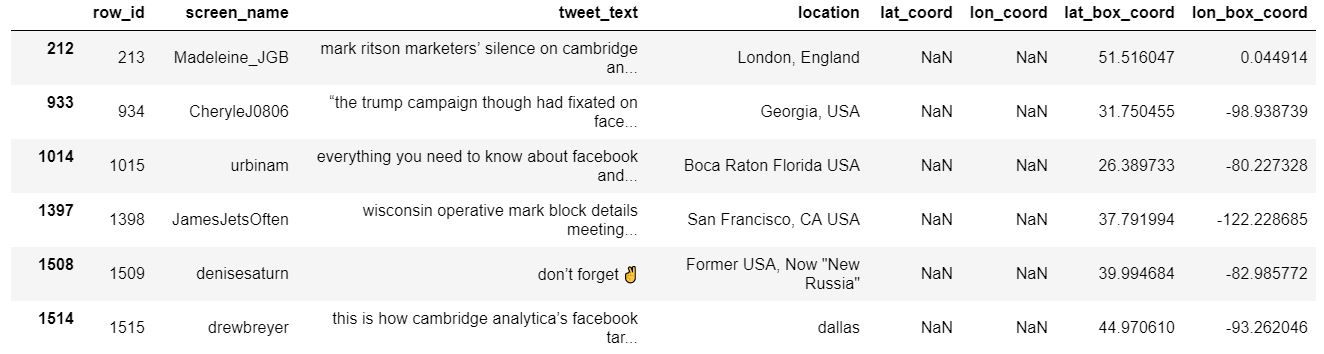 row_id screen_name tweet_text location lat_coord lon_coord lat_box_coord lon_box_coord
212 213 Madeleine_JGB mark ritson marketers’ silence on cambridge
an... London, England NaN NaN 51.516047 0.044914
933 934 CheryleJ0806 “the trump campaign though had fixated on
face... Georgia, USA NaN NaN 31.750455 -98.938739
1014 1015 urbinam everything you need to know about facebook
and... Boca Raton Florida USA NaN NaN 26.389733 -80.227328
1397 1398 JamesJetsOften wisconsin operative mark block details
meeting... San Francisco, CA USA NaN NaN 37.791994 -122.228685
1508 1509 denisesaturn don’t forget ✌ Former USA, Now "New
Russia" NaN NaN 39.994684 -82.985772
1514 1515 drewbreyer this is how cambridge analytica’s facebook
tar... dallas NaN NaN 44.970610 -93.262046